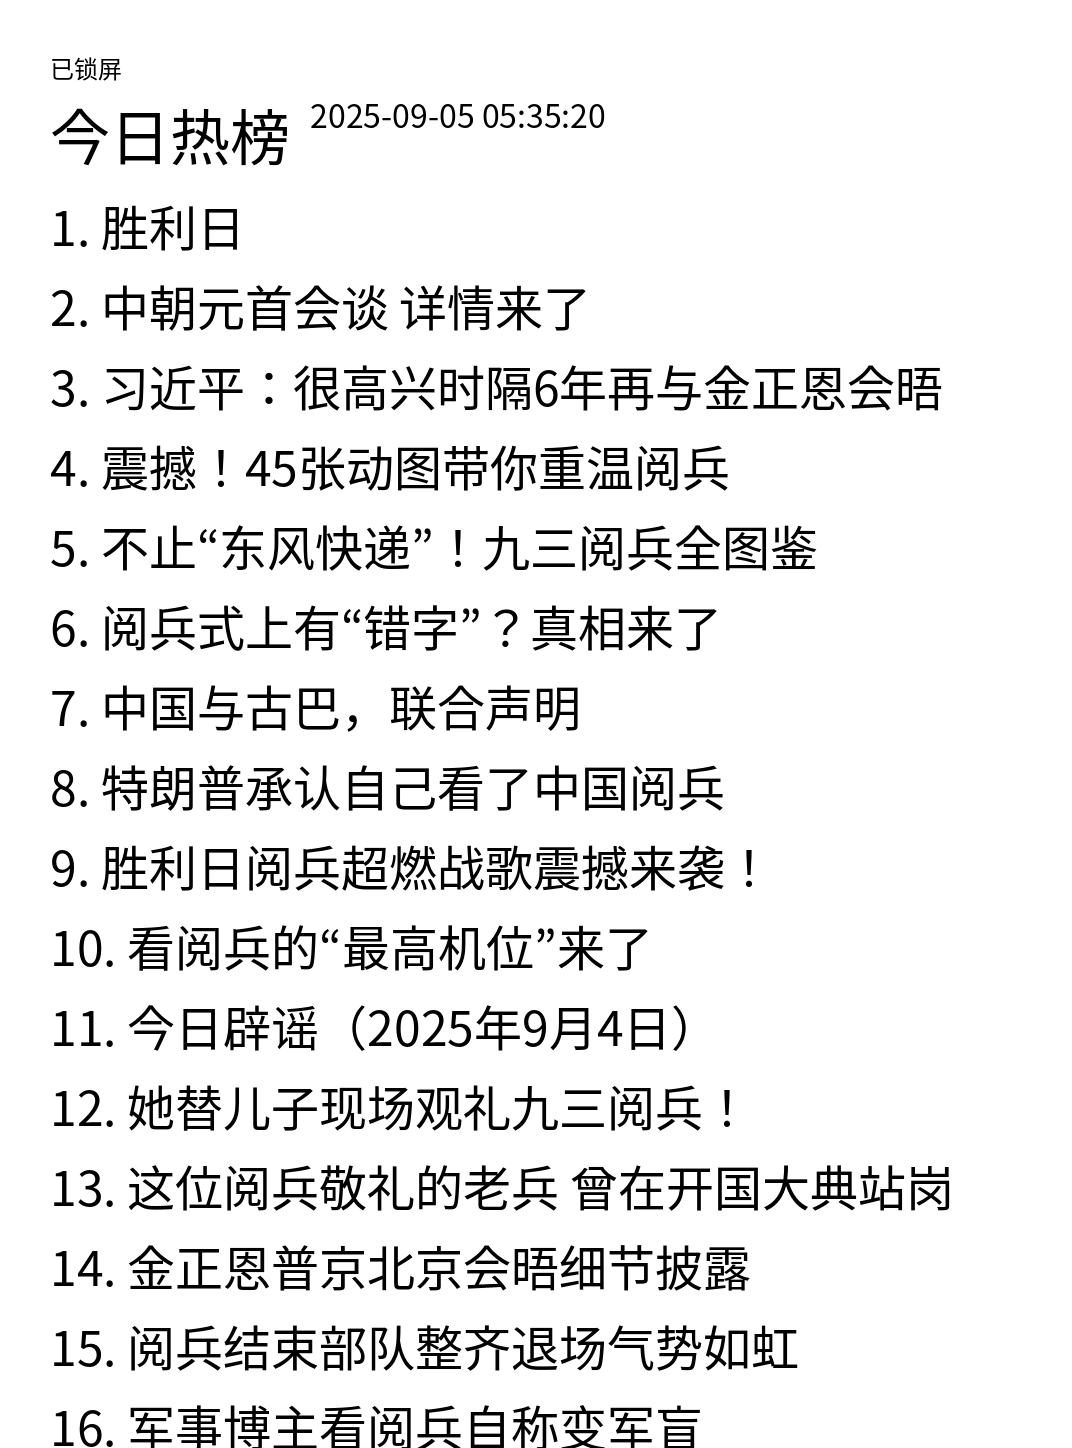 已锁屏
今日热榜 2025-09-05 05:35:20
1. 胜利日
2. 中朝元首会谈 详情来了
3. 习近平：很高兴时隔6年再与金正恩会晤
4. 震撼！45张动图带你重温阅兵
5. 不止“东风快递”！九三阅兵全图鉴
6. 阅兵式上有“错字”？真相来了
7. 中国与古巴，联合声明
8. 特朗普承认自己看了中国阅兵
9. 胜利日阅兵超燃战歌震撼来袭！
10. 看阅兵的“最高机位”来了
11. 今日辟谣（2025年9月4日）
12. 她替儿子现场观礼九三阅兵！
13. 这位阅兵敬礼的老兵 曾在开国大典站岗
14. 金正恩普京北京会晤细节披露
15. 阅兵结束部队整齐退场气势如虹
16. 军事博主看阅兵自称变军盲